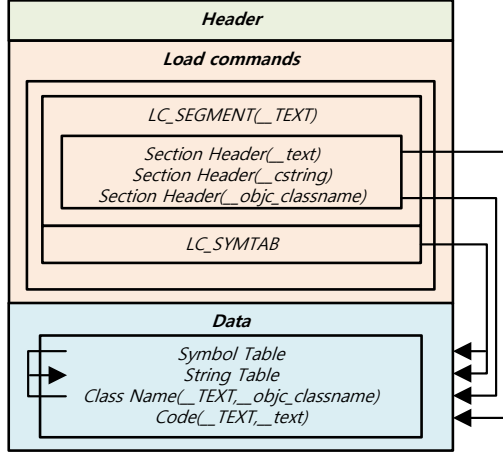 Header
Load commands
LC_SEGMENT(__TEXT)
Section Header(__text)
Section Header(__cstring)
Section Header(__objc_classname)
LC_SYMTAB
Data
Symbol Table
String Table
Class Name(__TEXT,__objc_classname)
Code(__TEXT,__text)